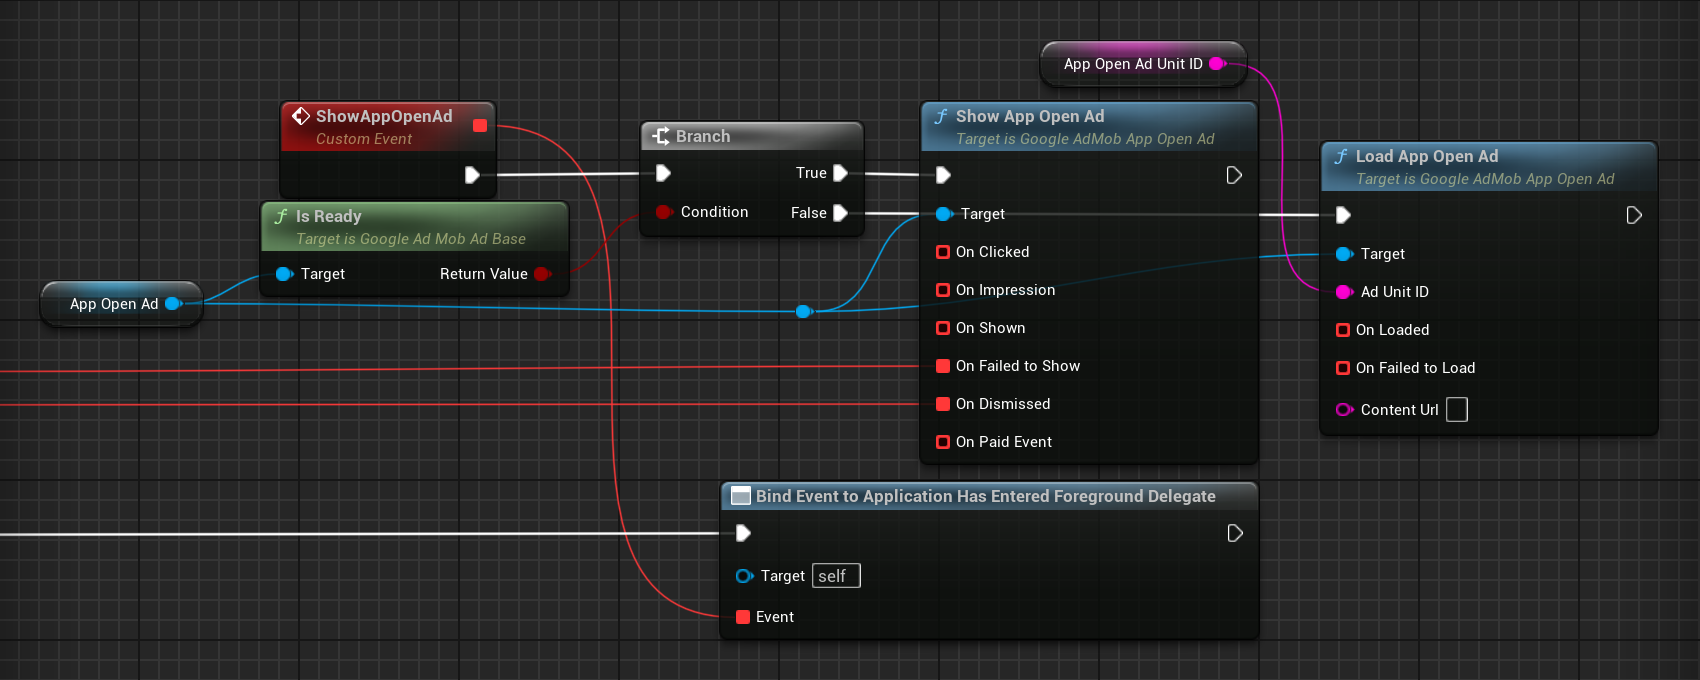 App Open Ad Unit ID
ShowAppOpenAd
Custom Event
Branch
True
Condition
False
Show App Open Ad
Target is Google AdMob App Open Ad
Target
On Clicked
On Impression
On Shown
On Failed to Show
On Dismissed
On Paid Event
Load App Open Ad
Target is Google AdMob App Open Ad
Target
Ad Unit ID
On Loaded
On Failed to Load
Content Url
Is Ready
Target is Google Ad Mob Ad Base
Target
Return Value
App Open Ad
Bind Event to Application Has Entered Foreground Delegate
Target self
Event